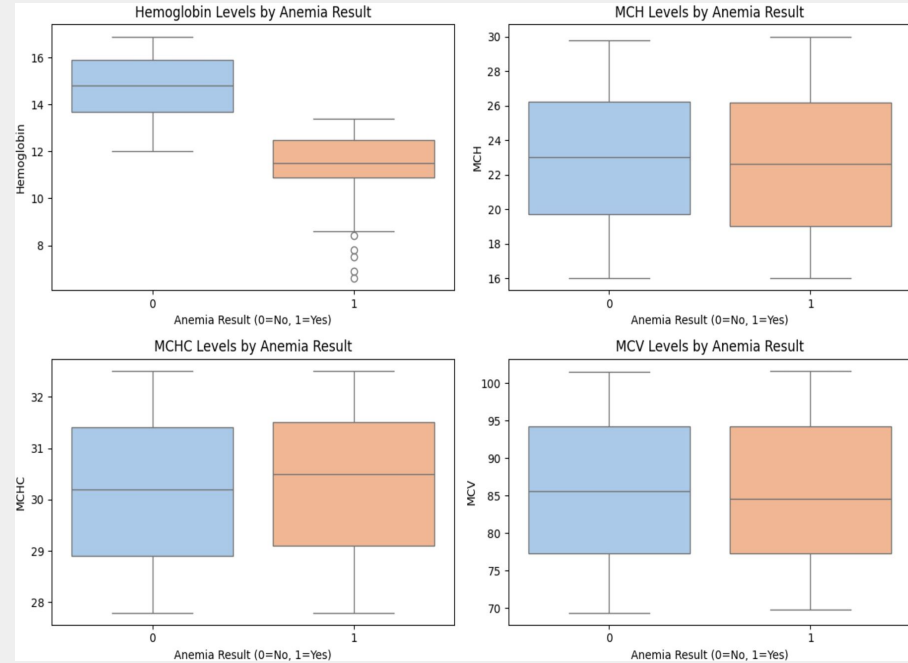 Hemoglobin Levels by Anemia Result
16
14
12
10
8
Hemoglobin
0
1
Anemia Result (0=No, 1=Yes)
MCH Levels by Anemia Result
30
28
26
24
22
20
18
16
MCH
0
1
Anemia Result (0=No, 1=Yes)
MCHC Levels by Anemia Result
32
31
30
29
28
MCHC
0
1
Anemia Result (0=No, 1=Yes)
MCV Levels by Anemia Result
100
95
90
85
80
75
70
MCV
0
1
Anemia Result (0=No, 1=Yes)